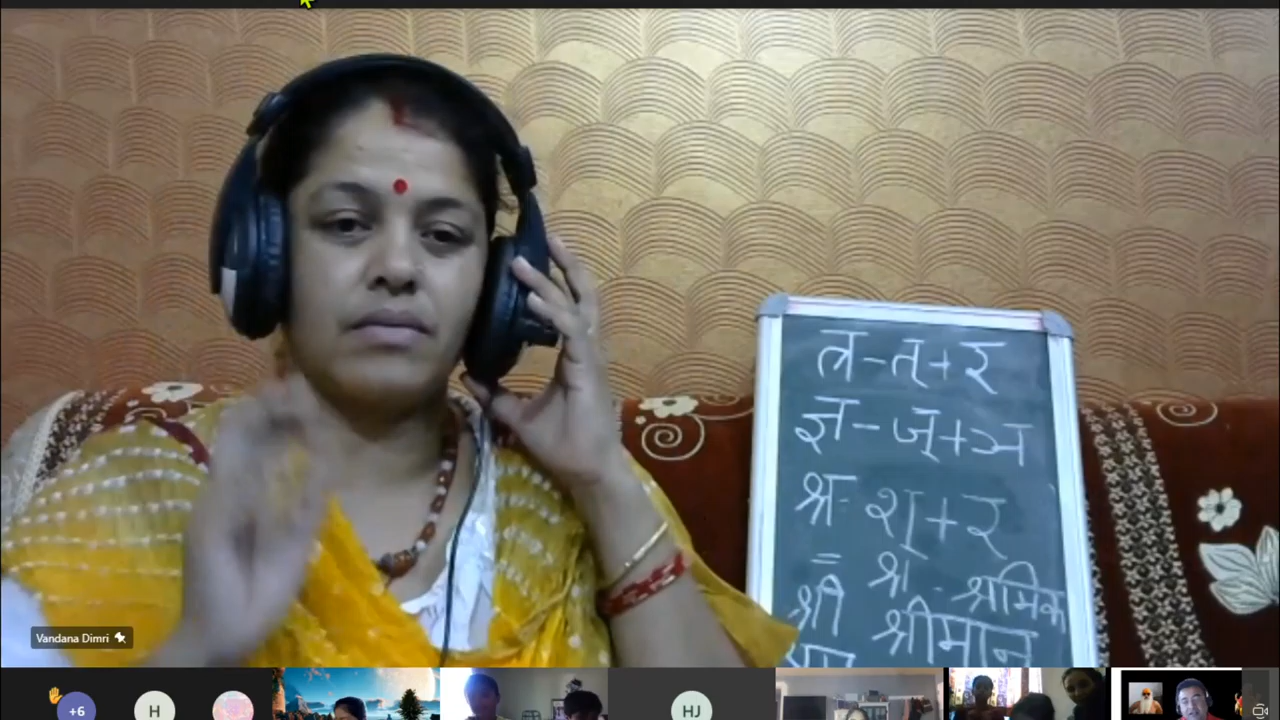 त्र-त्+र
ज्ञ-ज्+ञ
श्र- श्+र
= श्र - श्रमिक
श्री श्रीमान
Vandana Dimri
+6
H
HJ